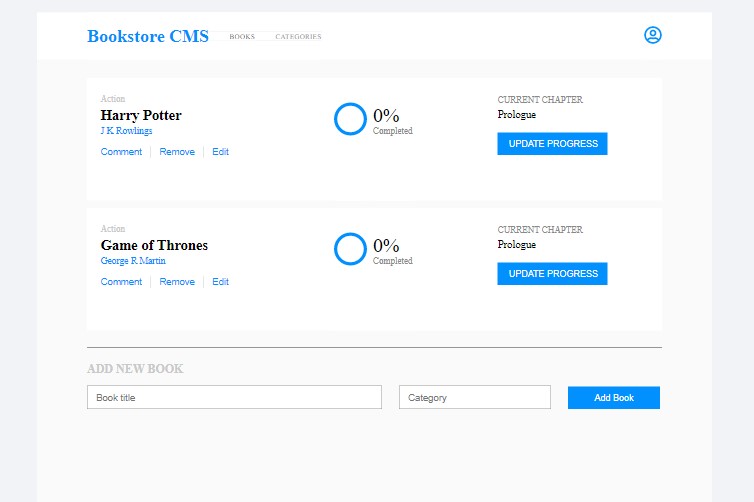 Bookstore CMS BOOKS CATEGORIES
Action
Harry Potter
J K Rowlings
Comment Remove Edit
0%
Completed
CURRENT CHAPTER
Prologue
UPDATE PROGRESS
Action
Game of Thrones
George R Martin
Comment Remove Edit
0%
Completed
CURRENT CHAPTER
Prologue
UPDATE PROGRESS
ADD NEW BOOK
Book title Category Add Book